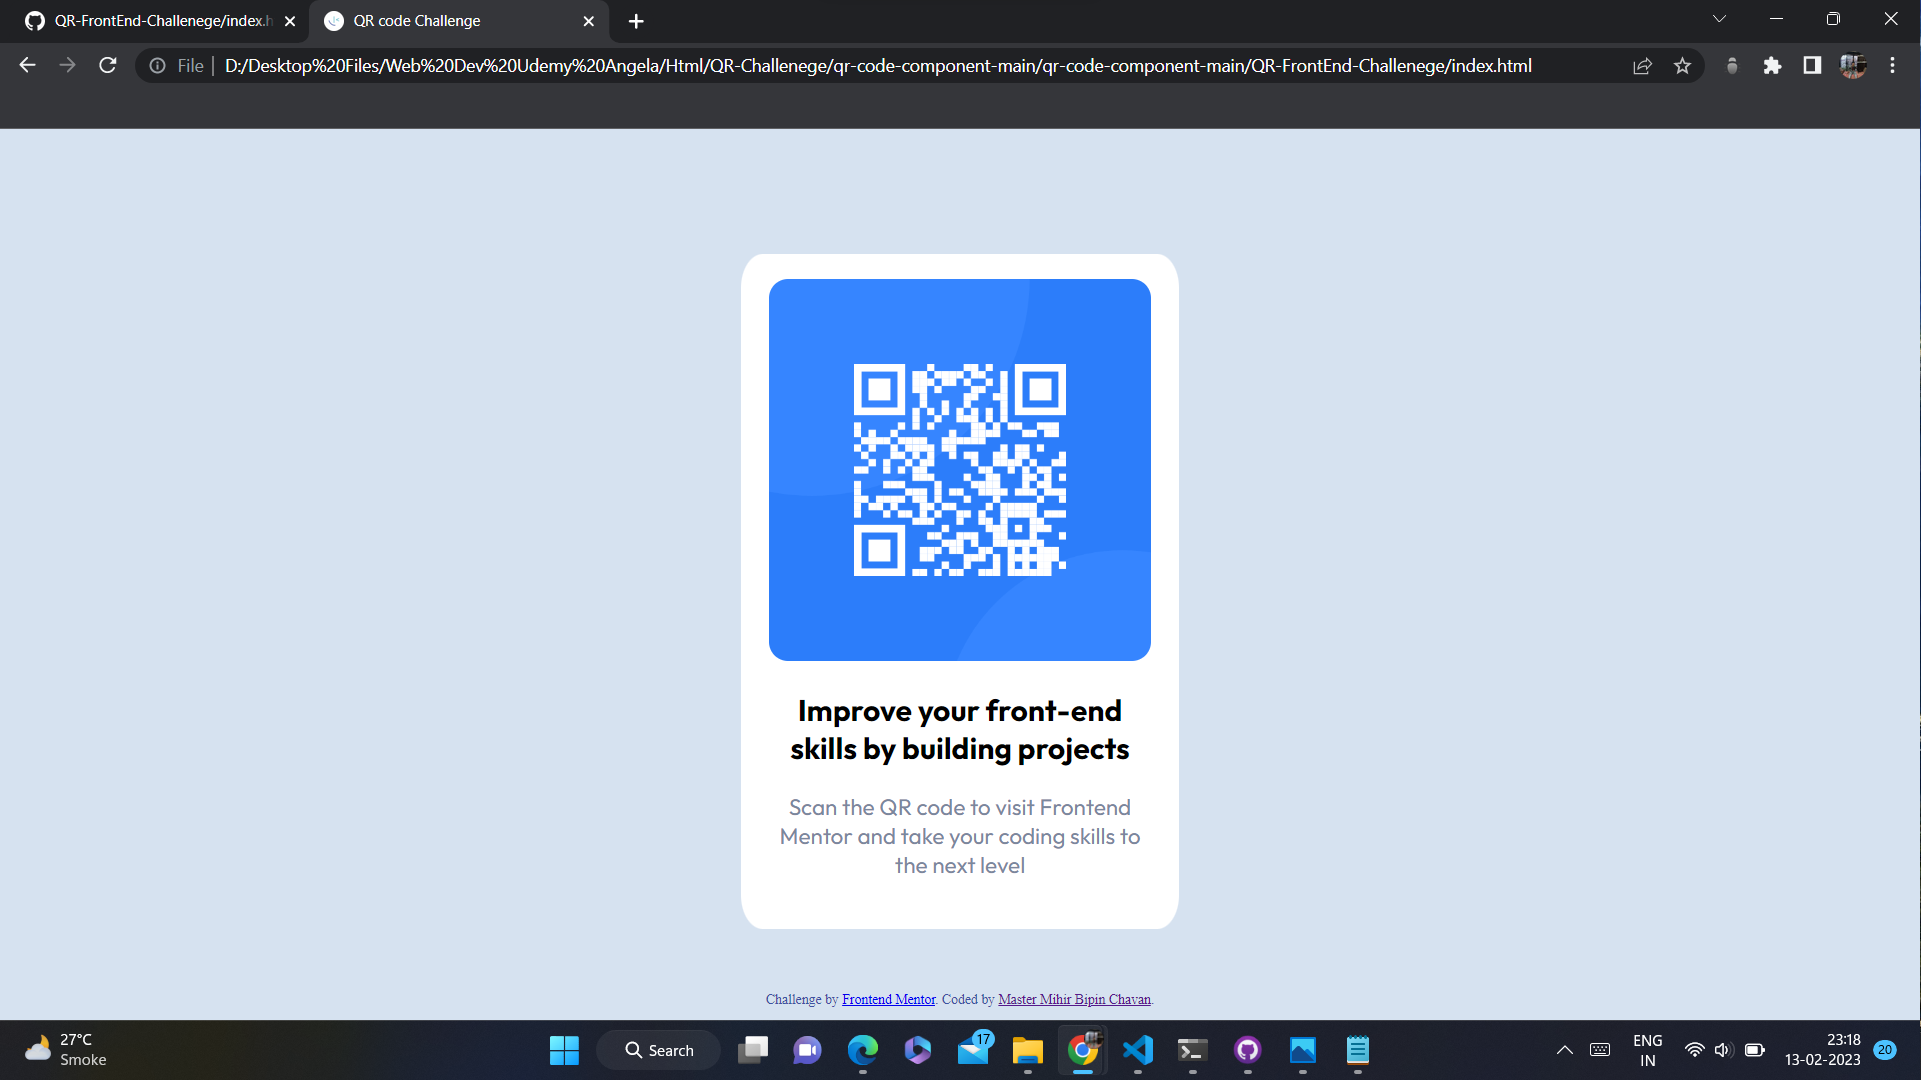 QR-FrontEnd-Challenege/index.h
QR code Challenge
File
D:/Desktop%20Files/Web%20Dev%20Udemy%20Angela/Html/QR-Challenege/qr-code-component-main/qr-code-component-main/QR-FrontEnd-Challenege/index.html
Improve your front-end
skills by building projects
Scan the QR code to visit Frontend
Mentor and take your coding skills to
the next level
Challenge by Frontend Mentor. Coded by Master Mihir Bipin Chavan.
27°C
Smoke
Search
17
ENG
IN
23:18
13-02-2023
20